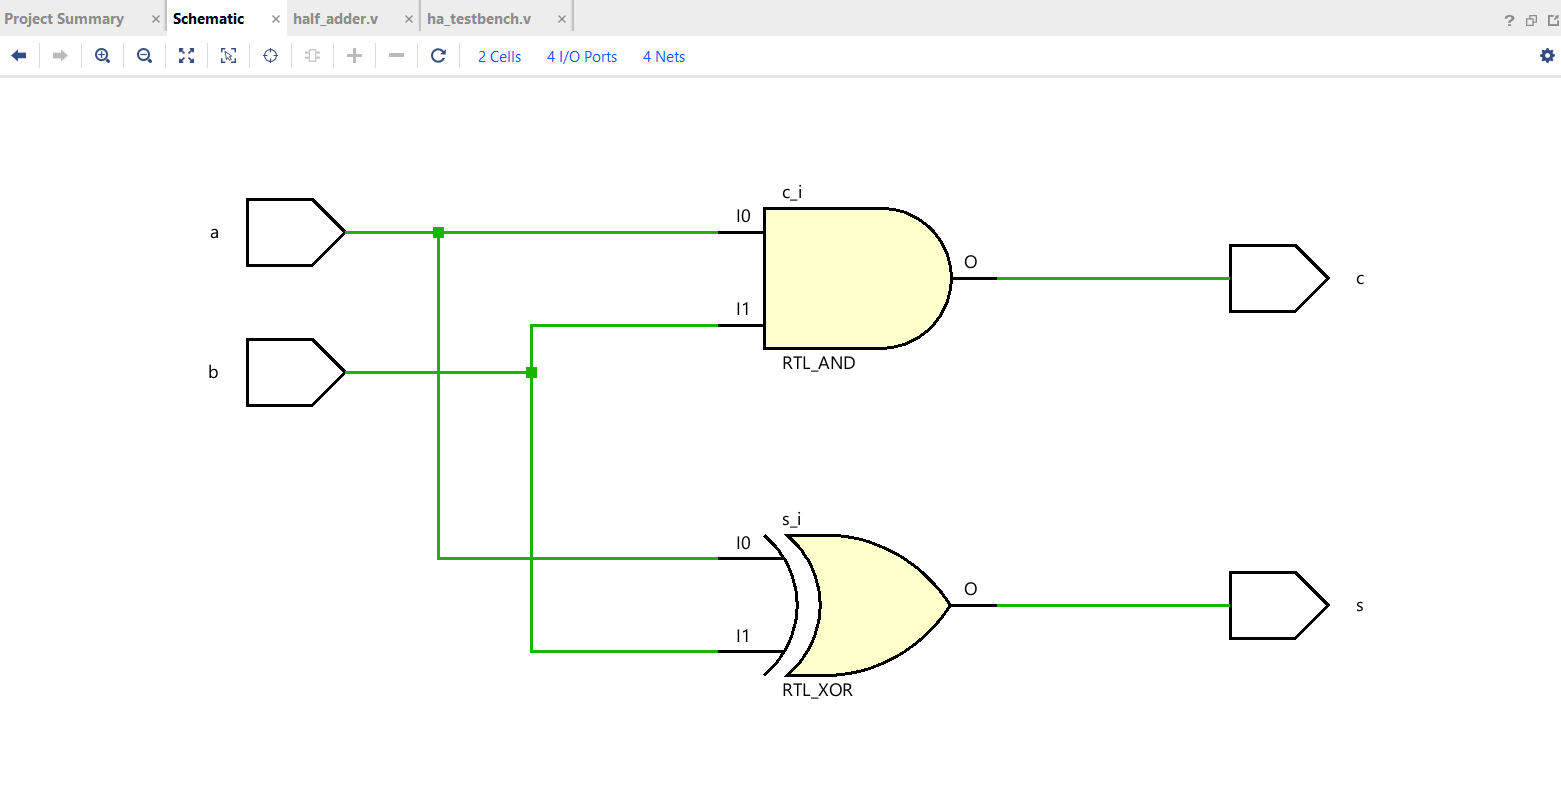 Project Summary × Schematic × half_adder.v × ha_testbench.v × ?
2 Cells 4 I/O Ports 4 Nets
c_i
I0
a
O
c
I1
RTL_AND
b
s_i
I0
O
s
I1
RTL_XOR